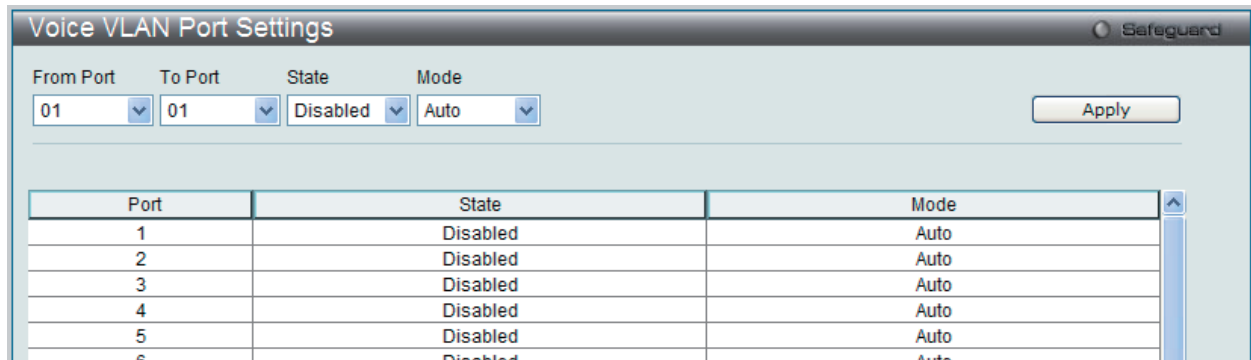 Voice VLAN Port Settings Safeguard
From Port To Port State Mode
01 01 Disabled Auto Apply
Port State Mode
1 Disabled Auto
2 Disabled Auto
3 Disabled Auto
4 Disabled Auto
5 Disabled Auto